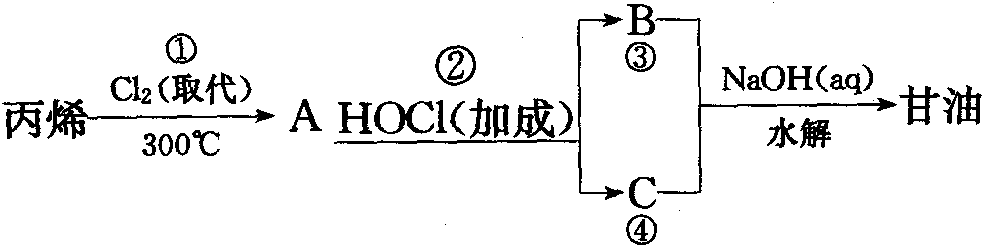 ①
Cl₂(取代)
丙烯
300℃
A
②
HOCl(加成)
B
③
C
④
NaOH(aq)
水解
甘油